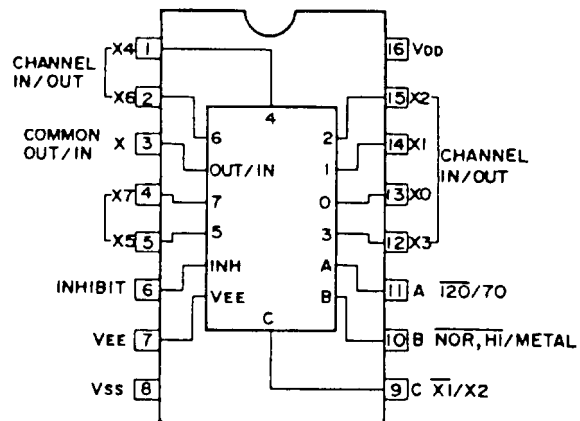 X4 1
16 VDD
CHANNEL
IN/OUT
X6 2
15 X2
4
COMMON
OUT/IN
X 3
6
2
14 X1
CHANNEL
IN/OUT
OUT/IN
1
X7 4
7
0
13 X0
X5 5
5
3
12 X3
INHIBIT 6
INH
A
11 A 120/70
VEE
B
VEE 7
10 B NOR, HI/METAL
C
VSS 8
9 C X1/X2